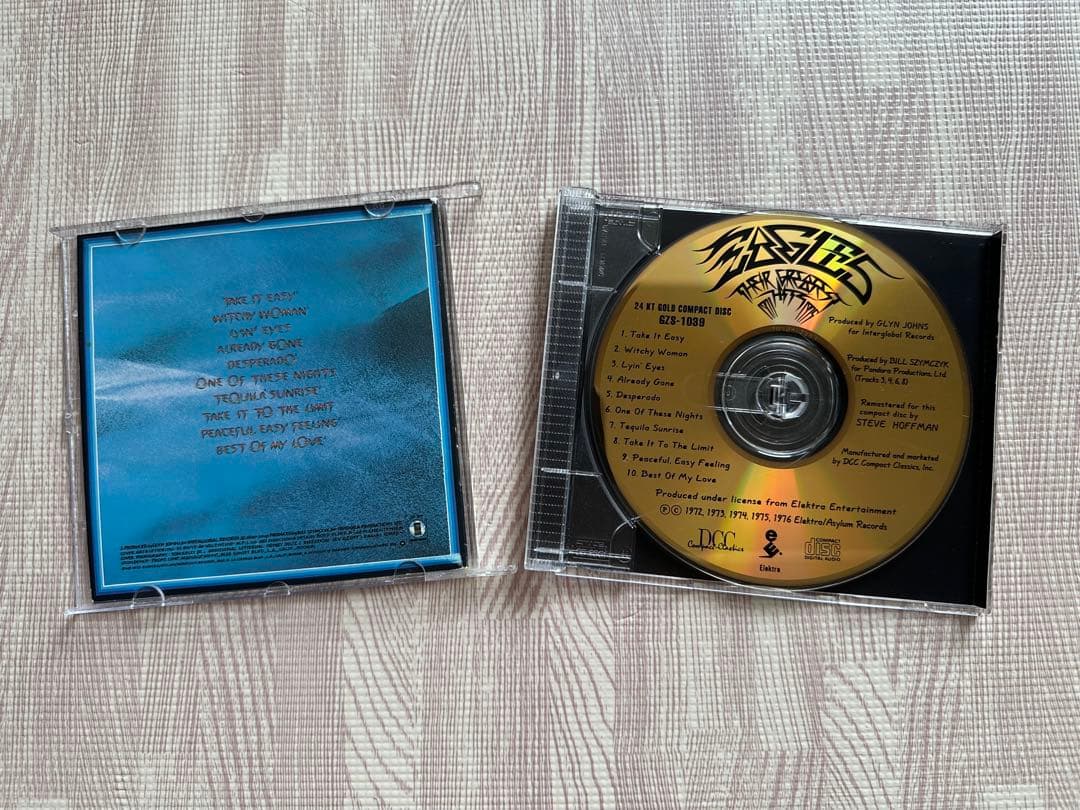 TAKE IT EASY*
WITCHY WOMAN*
LYIN' EYES
ALREADY GONE
DESPERADO*
ONE OF THESE NIGHTS
TEQUILA SUNRISE*
TAKE IT TO THE LIMIT
PEACEFUL, EASY FEELING
BEST OF MY LOVE*
EAGLES
THEIR GREATEST
HITS
24 KT GOLD COMPACT DISC
GZS-1039
1. Take It Easy
2. Witchy Woman
3. Lyin' Eyes
4. Already Gone
5. Desperado
6. One Of These Nights
7. Tequila Sunrise
8. Take It To The Limit
9. Peaceful, Easy Feeling
10. Best Of My Love
Produced by GLYN JOHNS
for Interglobal Records
Produced by BILL SZYMCZYK
for Pandora Productions, Ltd.
(Tracks 3, 4, 6, 8)
Remastered for this
compact disc by
STEVE HOFFMAN
Manufactured and marketed
by DCC Compact Classics, Inc.
Produced under license from Elektra Entertainment
℗ © 1972, 1973, 1974, 1975, 1976 Elektra/Asylum Records
DCC
Compact Classics
Elektra
COMPACT
disc
DIGITAL AUDIO